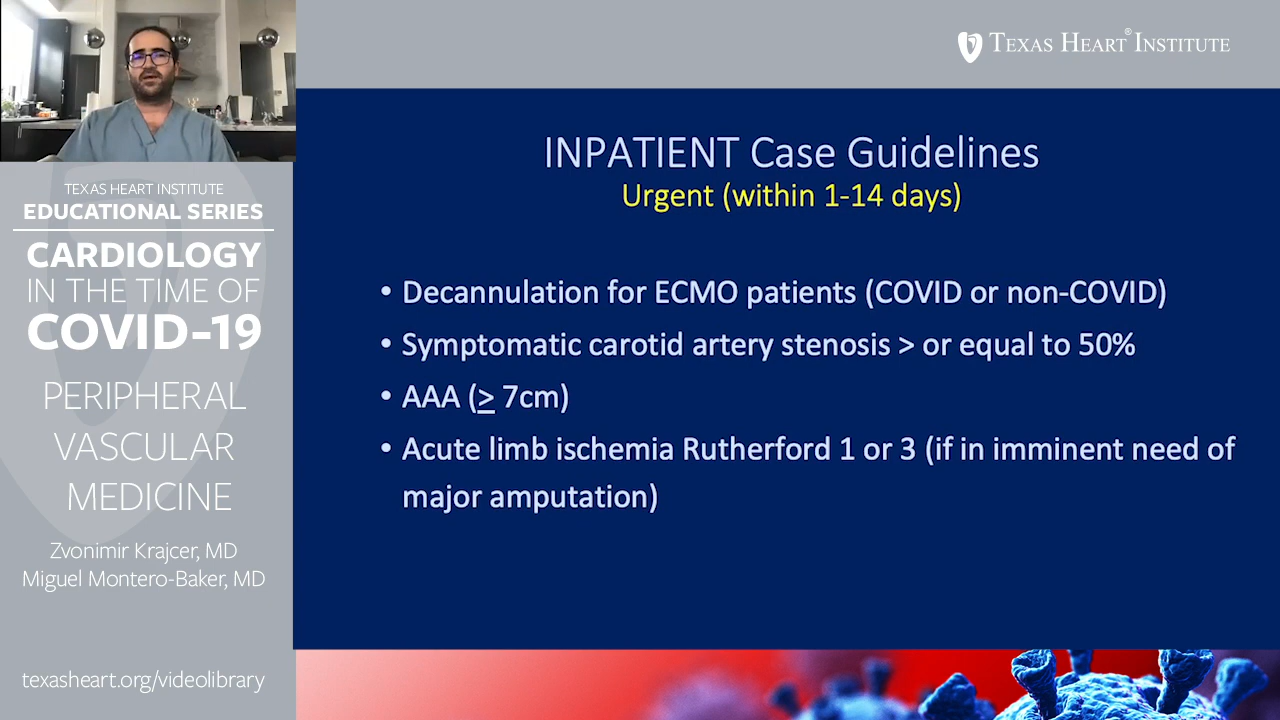 TEXAS HEART® INSTITUTE
TEXAS HEART INSTITUTE
EDUCATIONAL SERIES
CARDIOLOGY
IN THE TIME OF
COVID-19
PERIPHERAL
VASCULAR
MEDICINE
Zvonimir Krajcer, MD
Miguel Montero-Baker, MD
texasheart.org/videolibrary
INPATIENT Case Guidelines
Urgent (within 1-14 days)
• Decannulation for ECMO patients (COVID or non-COVID)
• Symptomatic carotid artery stenosis > or equal to 50%
• AAA (≥ 7cm)
• Acute limb ischemia Rutherford 1 or 3 (if in imminent need of
major amputation)